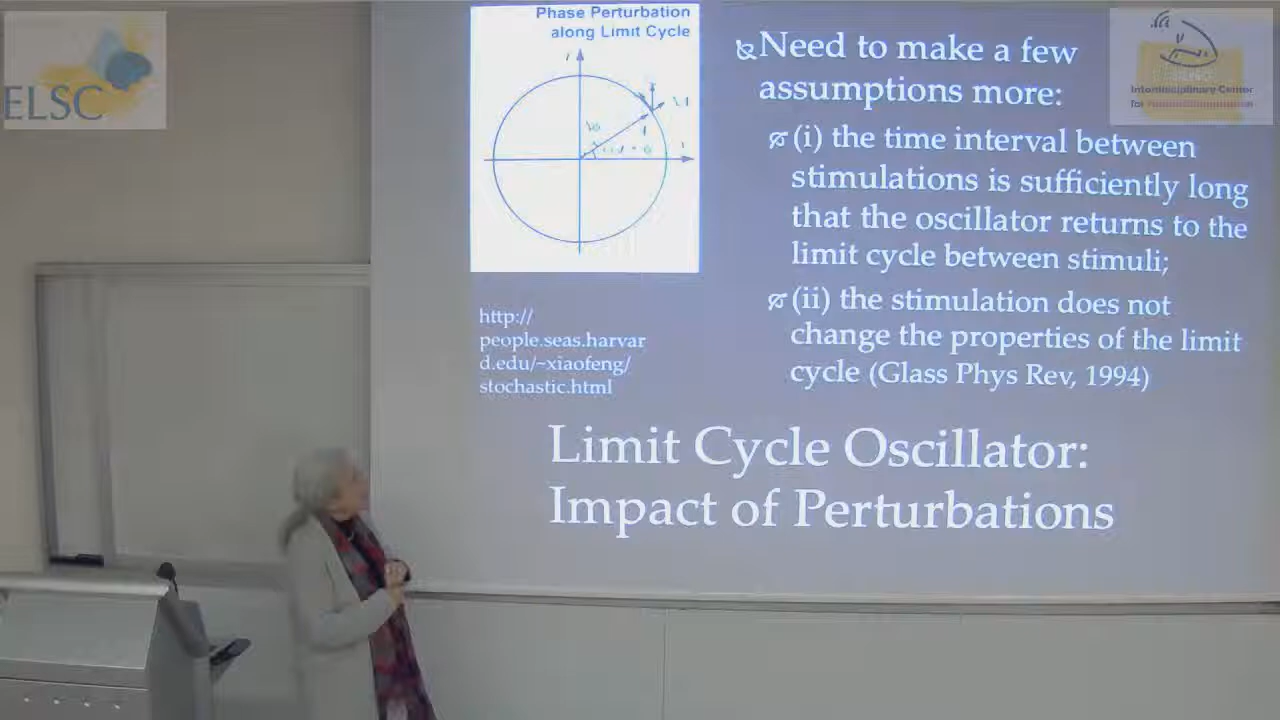 ELSC
Phase Perturbation
along Limit Cycle
Need to make a few
assumptions more:
(i) the time interval between
stimulations is sufficiently long
that the oscillator returns to the
limit cycle between stimuli;
(ii) the stimulation does not
change the properties of the limit
cycle (Glass Phys Rev, 1994)
http://
people.seas.harvar
d.edu/~xiaofeng/
stochastic.html
Limit Cycle Oscillator:
Impact of Perturbations
Interdisciplinary Center
for